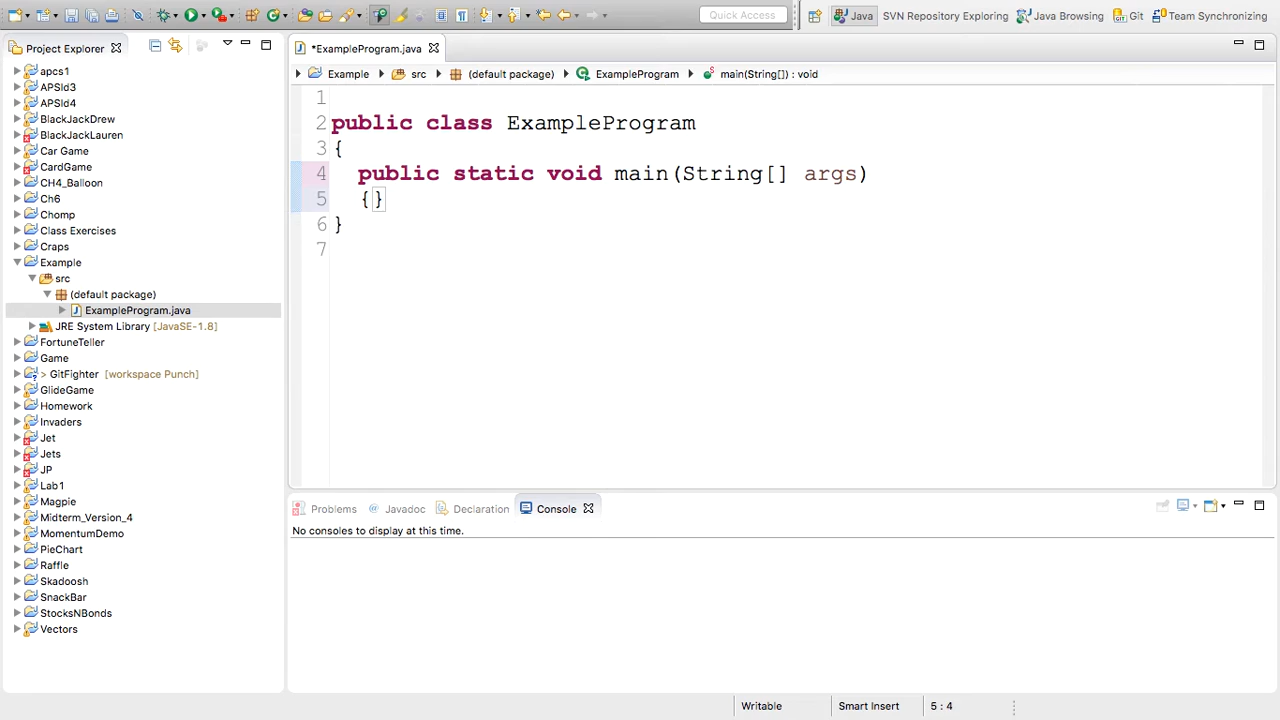 Quick Access
Java
SVN Repository Exploring
Java Browsing
Git
Team Synchronizing
Project Explorer
apcs1
APSId3
APSId4
BlackJackDrew
BlackJackLauren
Car Game
CardGame
CH4_Balloon
Ch6
Chomp
Class Exercises
Craps
Example
src
(default package)
ExampleProgram.java
JRE System Library [JavaSE-1.8]
FortuneTeller
Game
> GitFighter [workspace Punch]
GlideGame
Homework
Invaders
Jet
Jets
JP
Lab1
Magpie
Midterm_Version_4
MomentumDemo
PieChart
Raffle
Skadoosh
SnackBar
StocksNBonds
Vectors
*ExampleProgram.java
Example src (default package) ExampleProgram main(String[]) : void
1
2 public class ExampleProgram
3 {
4 public static void main(String[] args)
5 {}
6 }
7
Problems @ Javadoc Declaration Console
No consoles to display at this time.
Writable Smart Insert 5 : 4